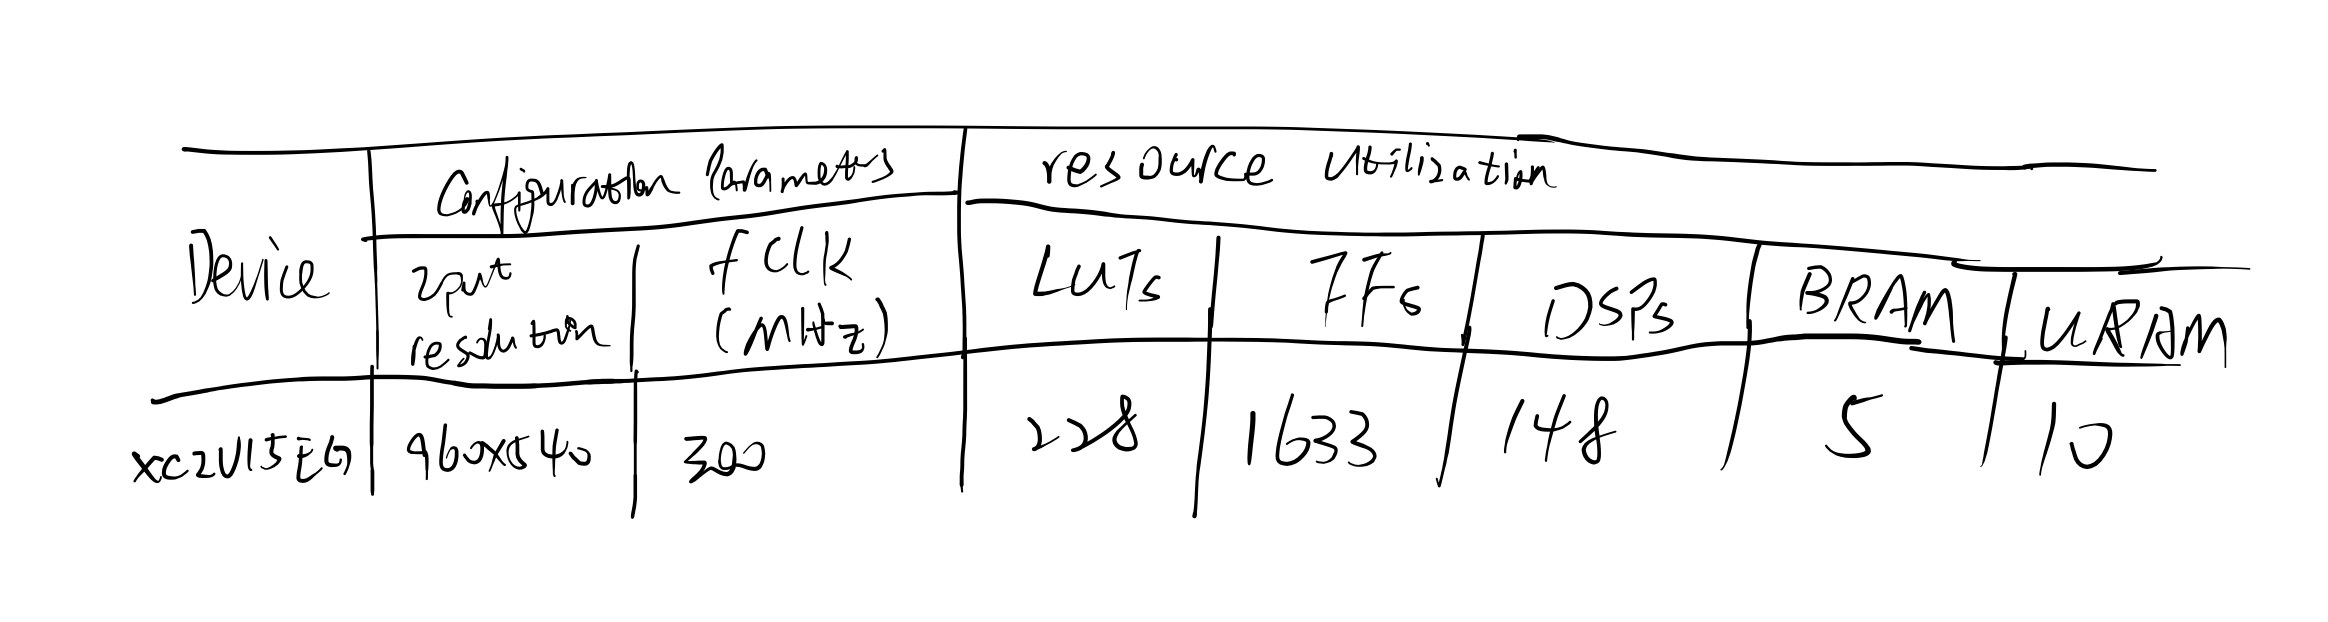 Configuration Parameters resource Utilization
Device Input resolution fCLK (MHz) LUTs FFs DSPs BRAM URAM
XCZU15EG 960x540 300 228 1633 148 5 10